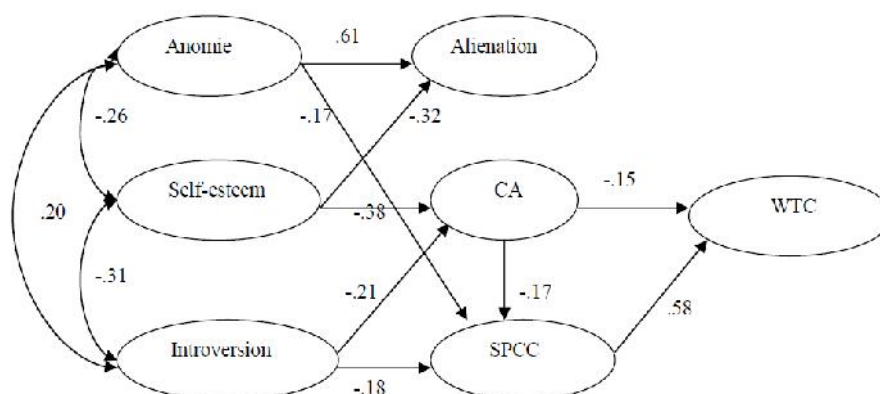 Anomie
.61
Alienation
-.26
-.17
-.32
Self-esteem
CA
-.15
WTC
.20
-.38
-.31
-.21
-.17
.58
Introversion
SPCC
-.18